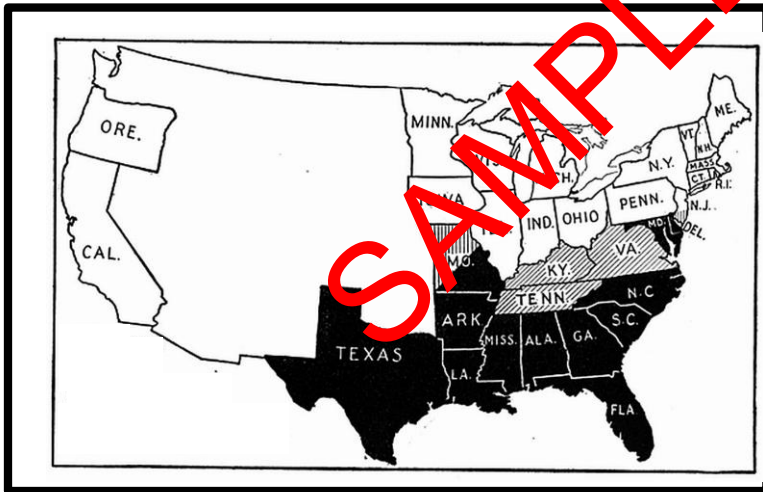 ME.
MINN.
ORE.
VT.
N.H.
N.Y.
MASS.
CT.
R.I.
IOWA
PENN.
N.J.
IND.
OHIO
MD.
DEL.
CAL.
MO.
VA.
KY.
TENN.
N.C
ARK
S.C.
MISS.
ALA.
GA.
TEXAS
LA.
FLA
SAMPLE